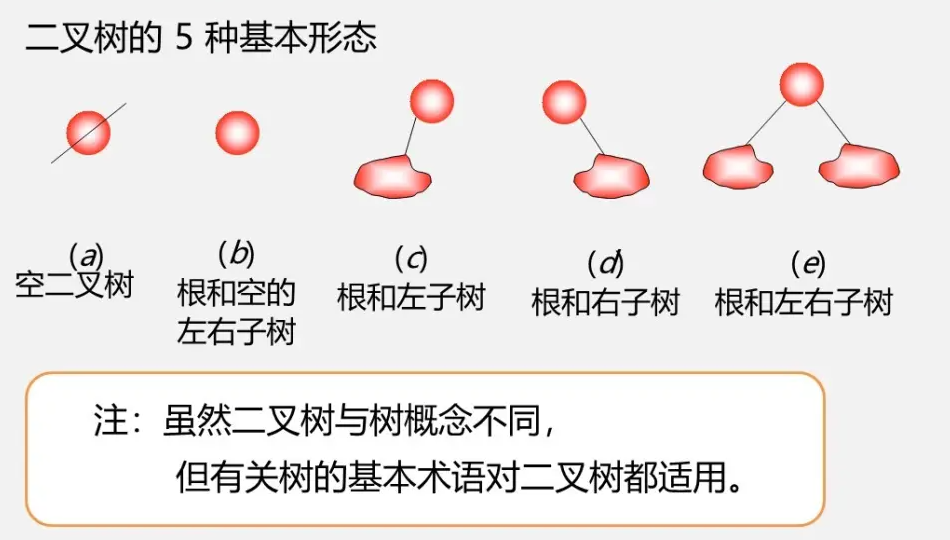 二叉树的 5 种基本形态
(a)
空二叉树
(b)
根和空的
左右子树
(c)
根和左子树
(d)
根和右子树
(e)
根和左右子树
注：虽然二叉树与树概念不同，
但有关树的基本术语对二叉树都适用。